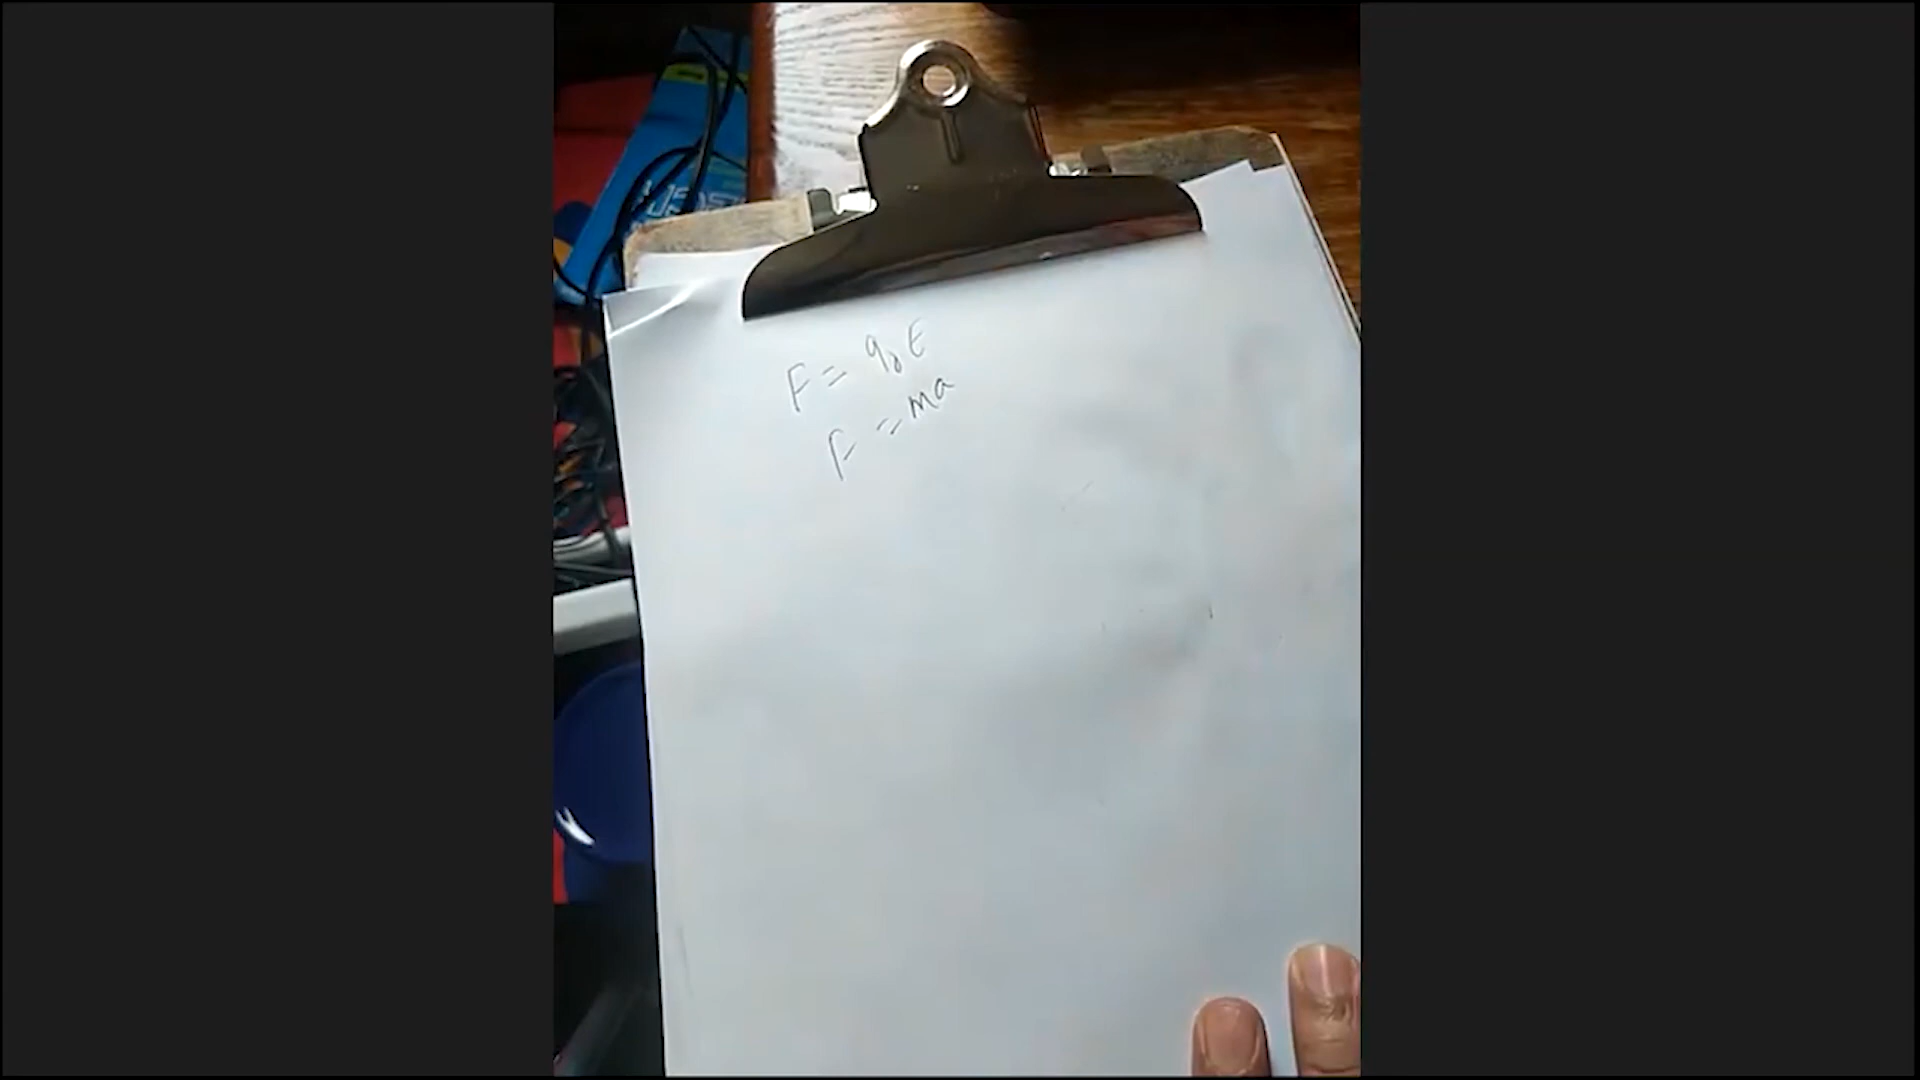 F = q₀E
F = ma